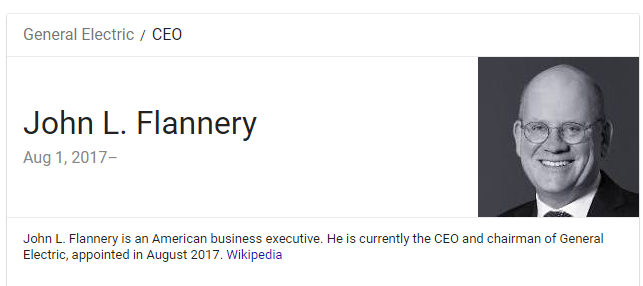 General Electric / CEO
John L. Flannery
Aug 1, 2017–
John L. Flannery is an American business executive. He is currently the CEO and chairman of General
Electric, appointed in August 2017. Wikipedia